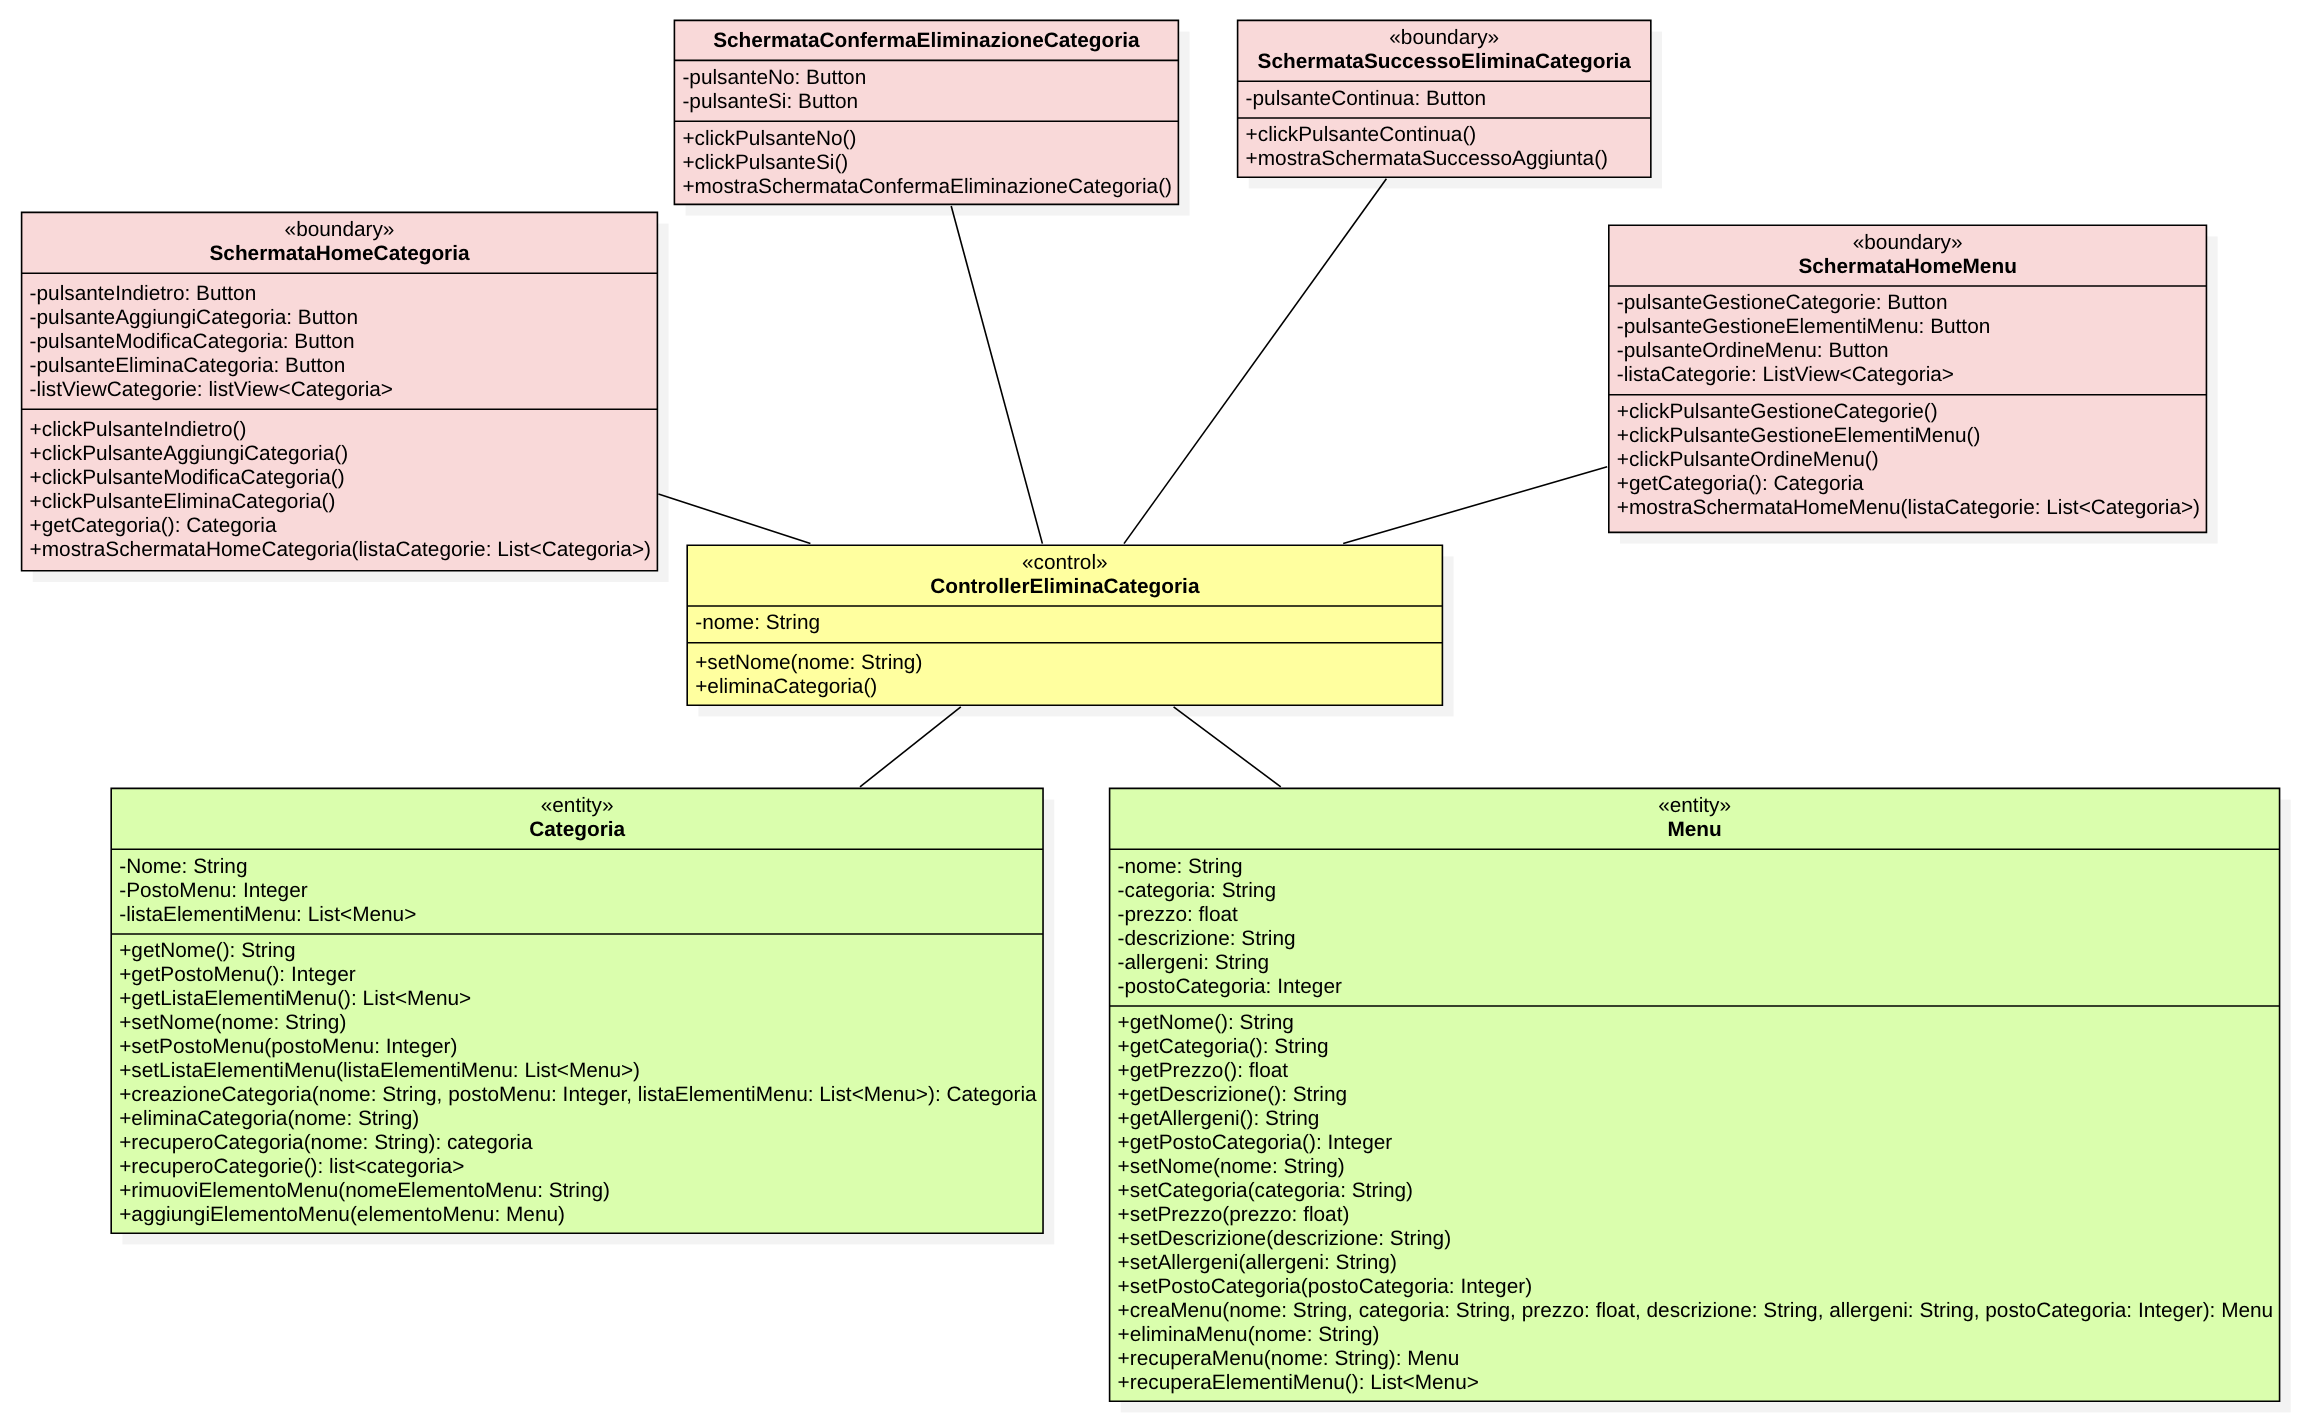 SchermataConfermaEliminazioneCategoria
-pulsanteNo: Button
-pulsanteSi: Button
+clickPulsanteNo()
+clickPulsanteSi()
+mostraSchermataConfermaEliminazioneCategoria()
«boundary»
SchermataSuccessoEliminaCategoria
-pulsanteContinua: Button
+clickPulsanteContinua()
+mostraSchermataSuccessoAggiunta()
«boundary»
SchermataHomeCategoria
-pulsanteIndietro: Button
-pulsanteAggiungiCategoria: Button
-pulsanteModificaCategoria: Button
-pulsanteEliminaCategoria: Button
-listViewCategorie: listView<Categoria>
+clickPulsanteIndietro()
+clickPulsanteAggiungiCategoria()
+clickPulsanteModificaCategoria()
+clickPulsanteEliminaCategoria()
+getCategoria(): Categoria
+mostraSchermataHomeCategoria(listaCategorie: List<Categoria>)
«boundary»
SchermataHomeMenu
-pulsanteGestioneCategorie: Button
-pulsanteGestioneElementiMenu: Button
-pulsanteOrdineMenu: Button
-listaCategorie: ListView<Categoria>
+clickPulsanteGestioneCategorie()
+clickPulsanteGestioneElementiMenu()
+clickPulsanteOrdineMenu()
+getCategoria(): Categoria
+mostraSchermataHomeMenu(listaCategorie: List<Categoria>)
«control»
ControllerEliminaCategoria
-nome: String
+setNome(nome: String)
+eliminaCategoria()
«entity»
Categoria
-Nome: String
-PostoMenu: Integer
-listaElementiMenu: List<Menu>
+getNome(): String
+getPostoMenu(): Integer
+getListaElementiMenu(): List<Menu>
+setNome(nome: String)
+setPostoMenu(postoMenu: Integer)
+setListaElementiMenu(listaElementiMenu: List<Menu>)
+creazioneCategoria(nome: String, postoMenu: Integer, listaElementiMenu: List<Menu>): Categoria
+eliminaCategoria(nome: String)
+recuperoCategoria(nome: String): categoria
+recuperoCategorie(): list<categoria>
+rimuoviElementoMenu(nomeElementoMenu: String)
+aggiungiElementoMenu(elementoMenu: Menu)
«entity»
Menu
-nome: String
-categoria: String
-prezzo: float
-descrizione: String
-allergeni: String
-postoCategoria: Integer
+getNome(): String
+getCategoria(): String
+getPrezzo(): float
+getDescrizione(): String
+getAllergeni(): String
+getPostoCategoria(): Integer
+setNome(nome: String)
+setCategoria(categoria: String)
+setPrezzo(prezzo: float)
+setDescrizione(descrizione: String)
+setAllergeni(allergeni: String)
+setPostoCategoria(postoCategoria: Integer)
+creaMenu(nome: String, categoria: String, prezzo: float, descrizione: String, allergeni: String, postoCategoria: Integer): Menu
+eliminaMenu(nome: String)
+recuperaMenu(nome: String): Menu
+recuperaElementiMenu(): List<Menu>